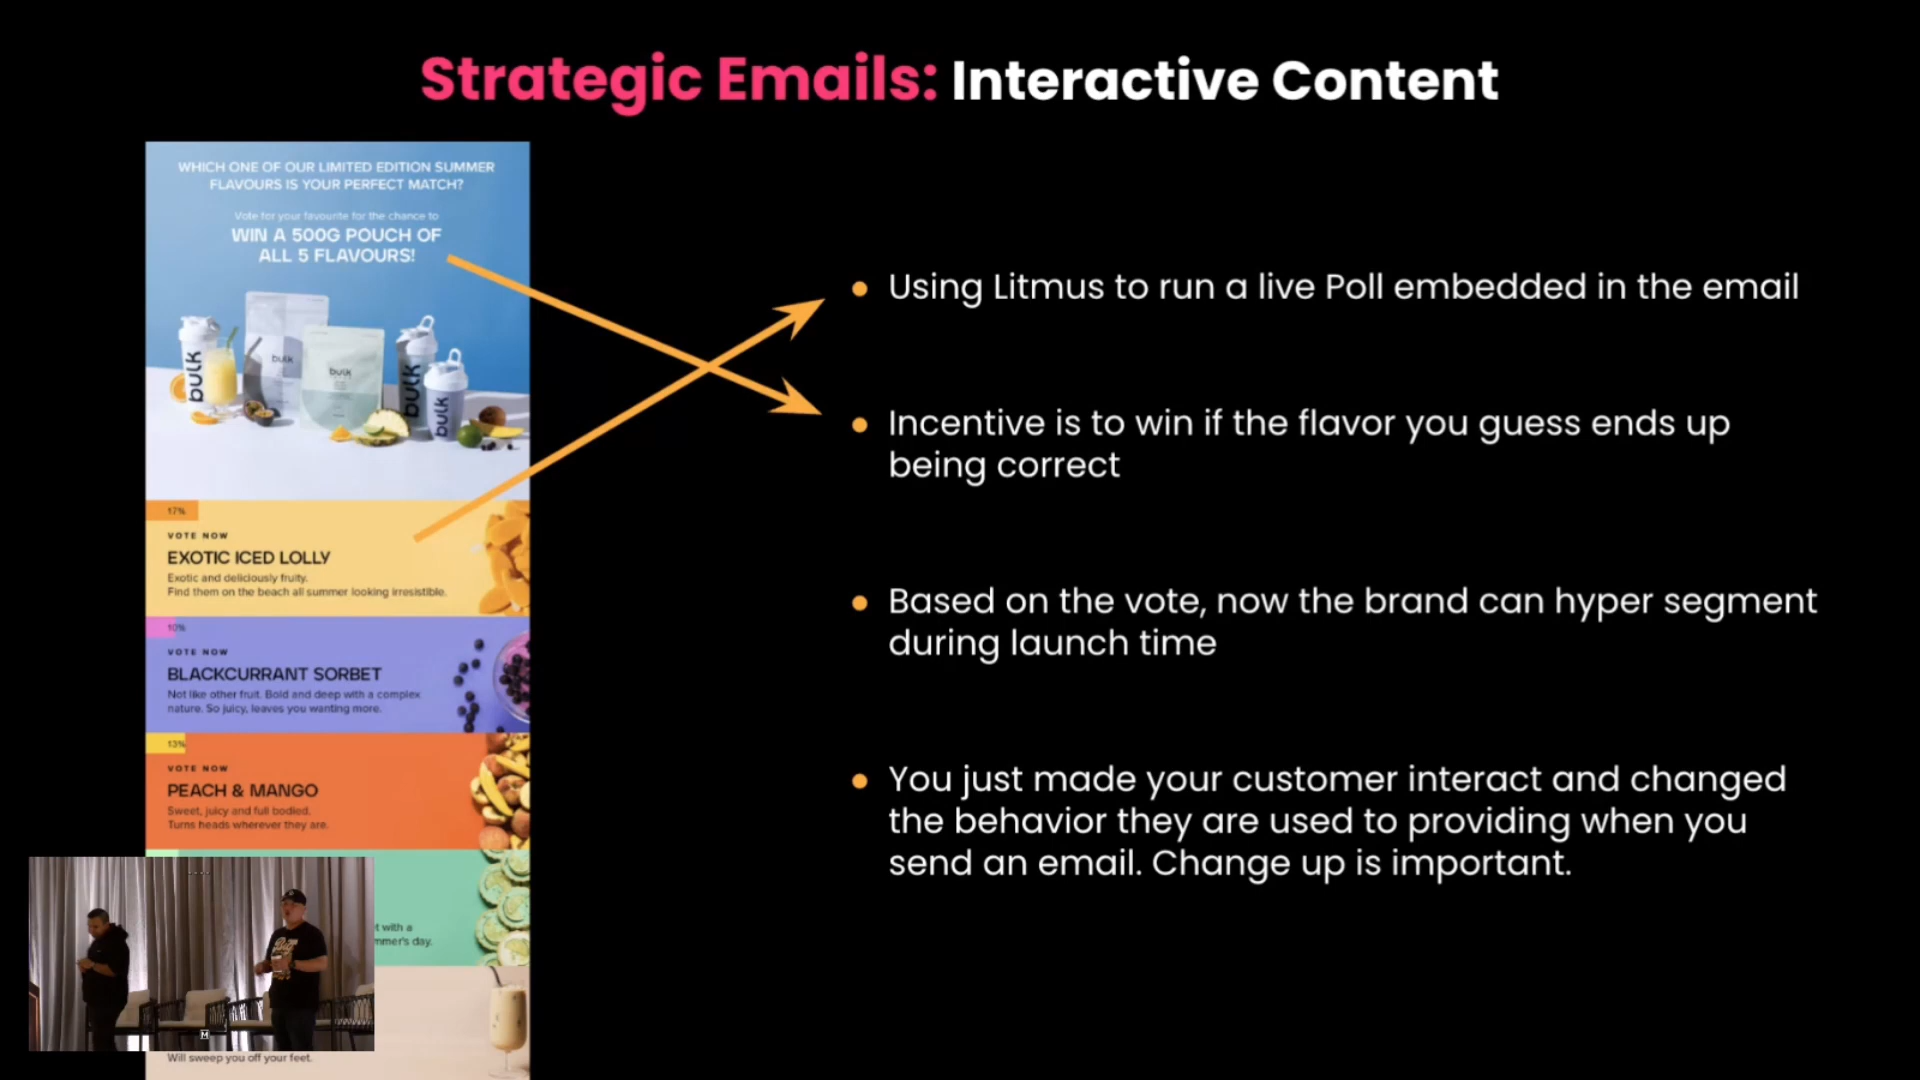 Strategic Emails: Interactive Content
WHICH ONE OF OUR LIMITED EDITION SUMMER
FLAVOURS IS YOUR PERFECT MATCH?
Vote for your favourite for the chance to
WIN A 500G POUCH OF
ALL 5 FLAVOURS!
bulk
bulk
bulk
bulk
bulk
17%
VOTE NOW
EXOTIC ICED LOLLY
Exotic and deliciously fruity.
Find them on the beach all summer looking irresistible.
10%
VOTE NOW
BLACKCURRANT SORBET
Not like other fruit. Bold and deep with a complex
nature. So juicy, leaves you wanting more.
13%
VOTE NOW
PEACH & MANGO
Sweet, juicy and full bodied.
Turns heads wherever they are.
t with a
mmer's day.
Will sweep you off your feet.
Using Litmus to run a live Poll embedded in the email
Incentive is to win if the flavor you guess ends up
being correct
Based on the vote, now the brand can hyper segment
during launch time
You just made your customer interact and changed
the behavior they are used to providing when you
send an email. Change up is important.